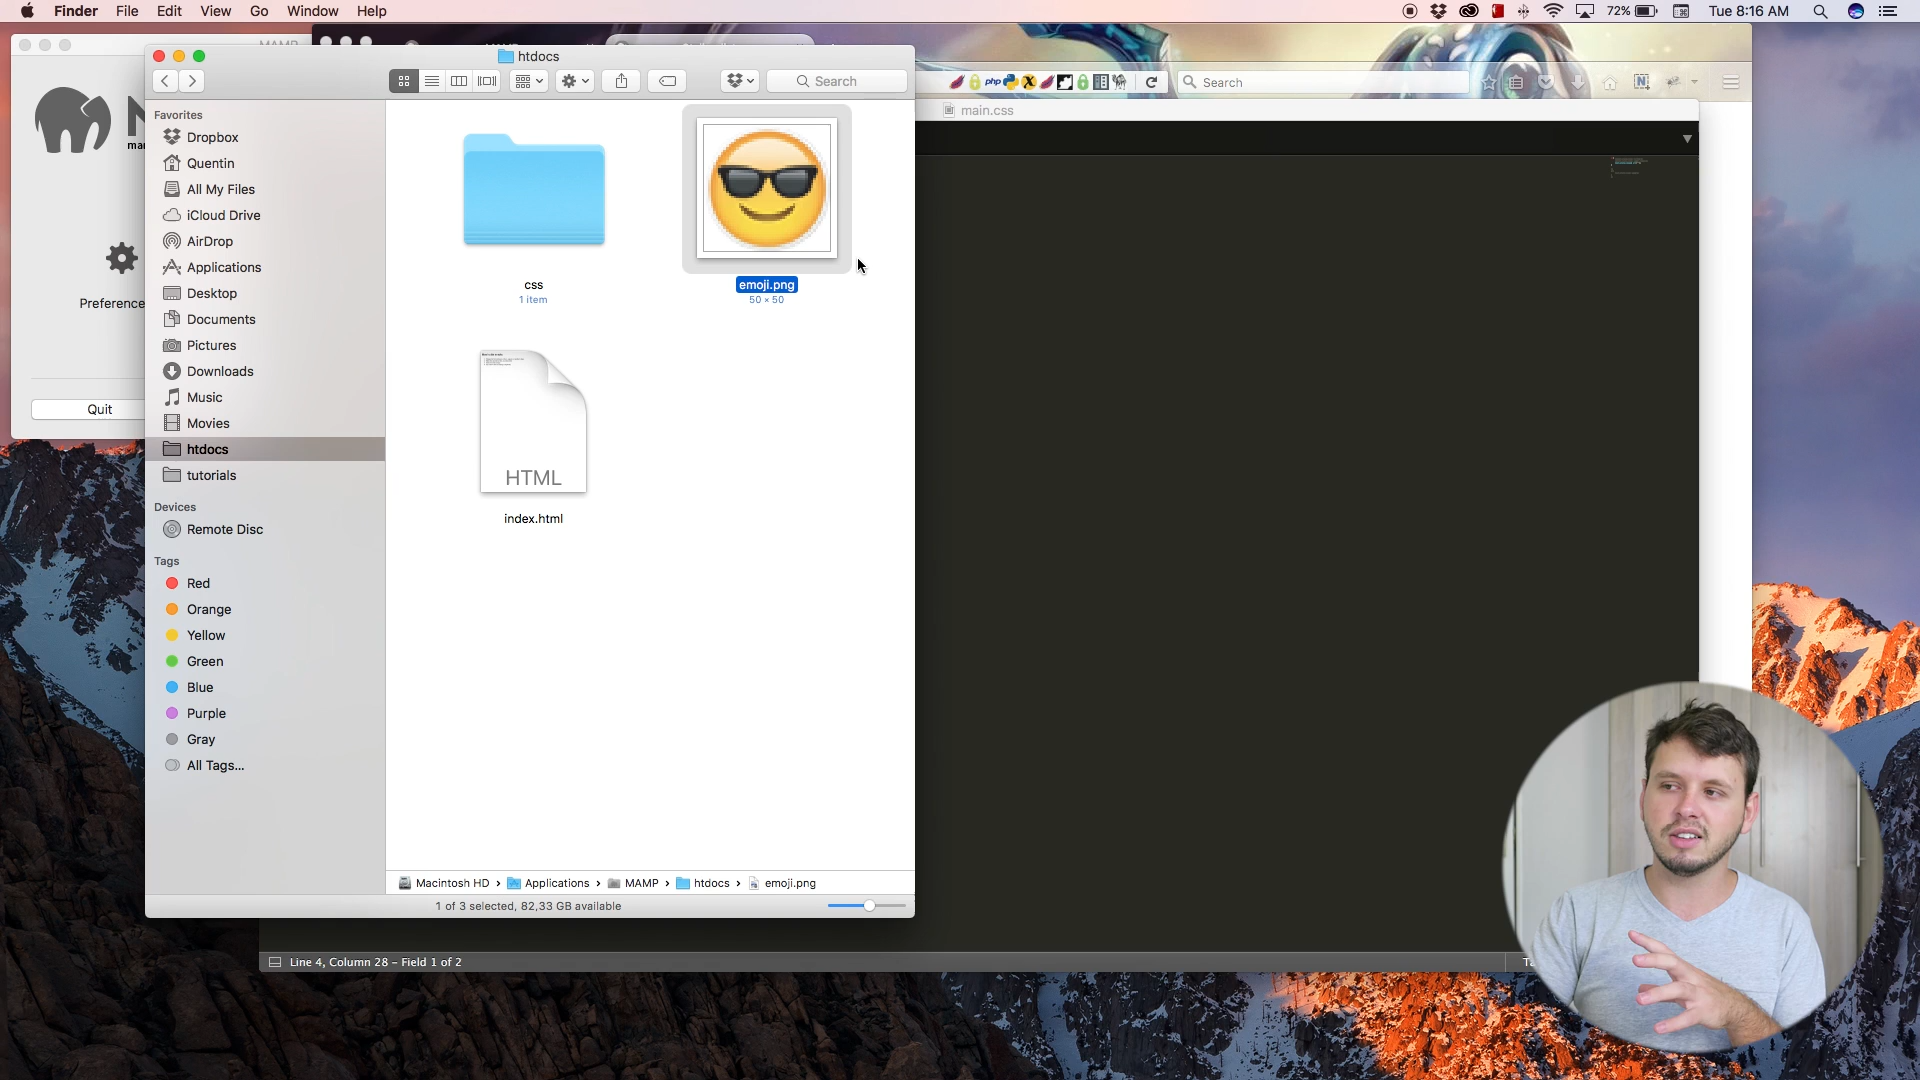 Finder File Edit View Go Window Help
72% Tue 8:16 AM
htdocs
Search
php
Search
main.css
Favorites
Dropbox
Quentin
All My Files
iCloud Drive
AirDrop
Applications
Desktop
Documents
Pictures
Downloads
Music
Movies
htdocs
tutorials
Devices
Remote Disc
Tags
Red
Orange
Yellow
Green
Blue
Purple
Gray
All Tags...
Preference
Quit
css
1 item
emoji.png
50 × 50
HTML
index.html
Macintosh HD › Applications › MAMP › htdocs › emoji.png
1 of 3 selected, 82,33 GB available
Line 4, Column 28 – Field 1 of 2